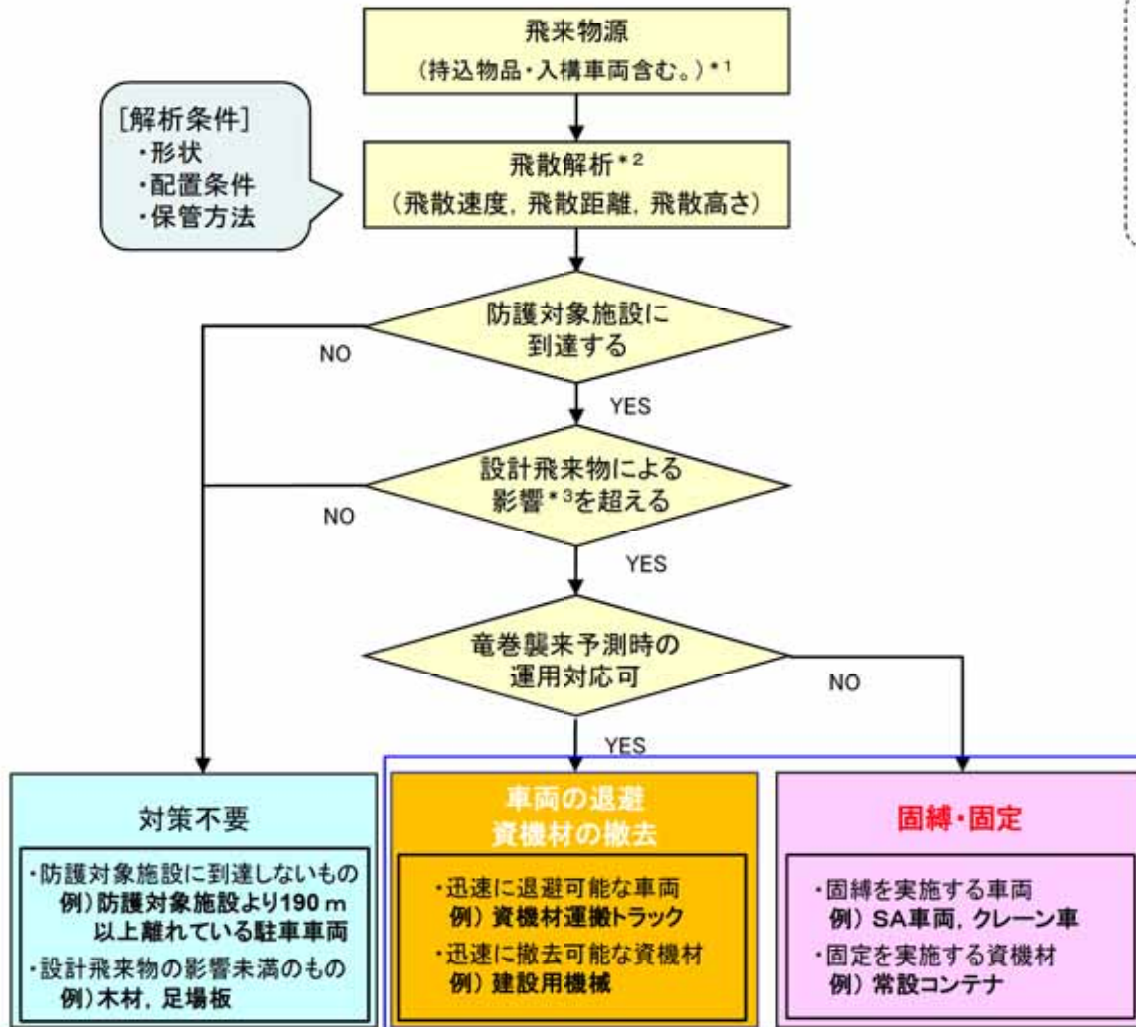 飛来物源
(持込物品・入構車両含む。)*1
[解析条件]
・形状
・配置条件
・保管方法
飛散解析*2
(飛散速度, 飛散距離, 飛散高さ)
防護対象施設に
到達する
NO
YES
設計飛来物による
影響*3を超える
NO
YES
竜巻襲来予測時の
運用対応可
NO
YES
対策不要
・防護対象施設に到達しないもの
例) 防護対象施設より190 m
以上離れている駐車車両
・設計飛来物の影響未満のもの
例) 木材, 足場板
車両の退避
資機材の撤去
・迅速に退避可能な車両
例) 資機材運搬トラック
・迅速に撤去可能な資機材
例) 建設用機械
固縛・固定
・固縛を実施する車両
例) SA車両, クレーン車
・固定を実施する資機材
例) 常設コンテナ